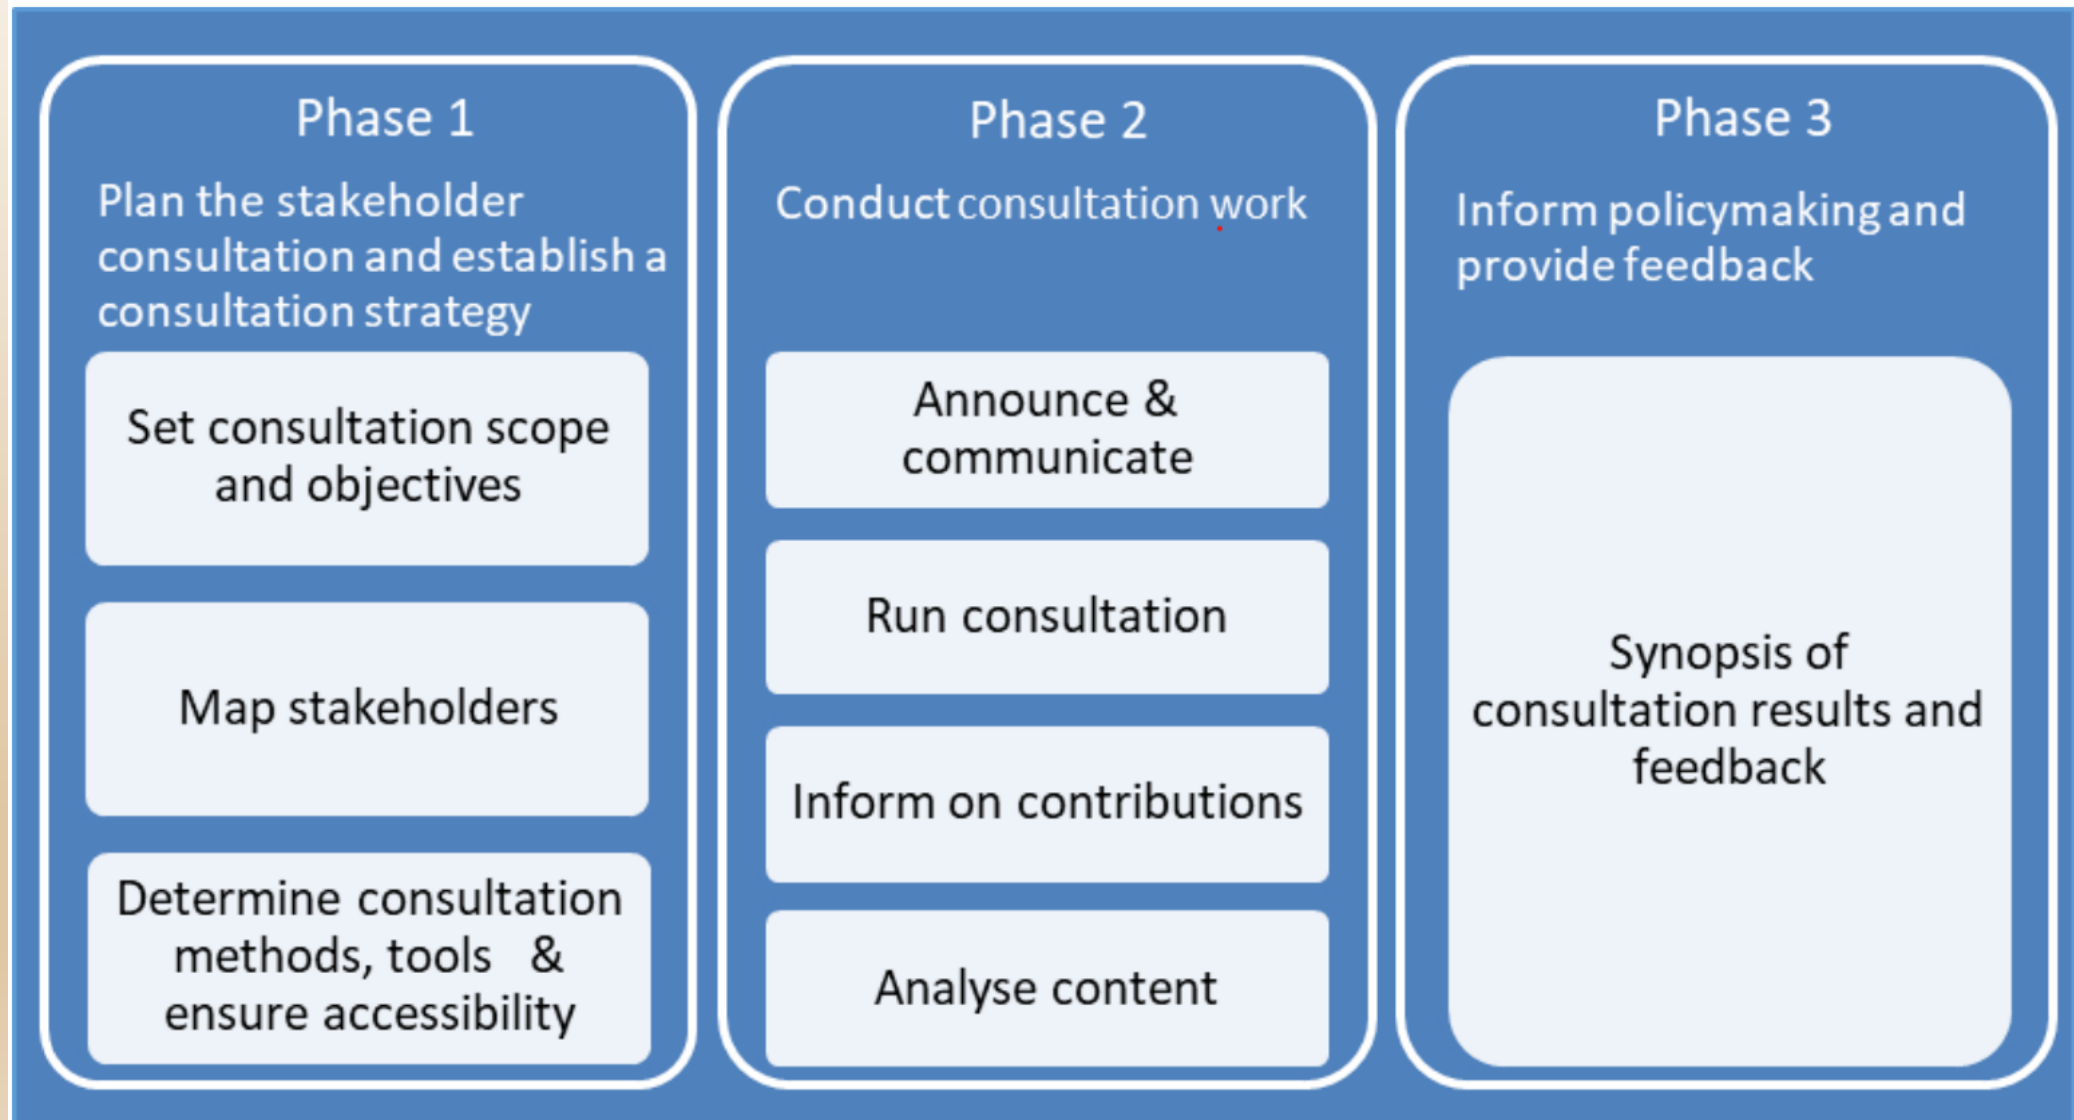 Phase 1
Plan the stakeholder
consultation and establish a
consultation strategy
Set consultation scope
and objectives
Map stakeholders
Determine consultation
methods, tools &
ensure accessibility
Phase 2
Conduct consultation work
Announce &
communicate
Run consultation
Inform on contributions
Analyse content
Phase 3
Inform policymaking and
provide feedback
Synopsis of
consultation results and
feedback